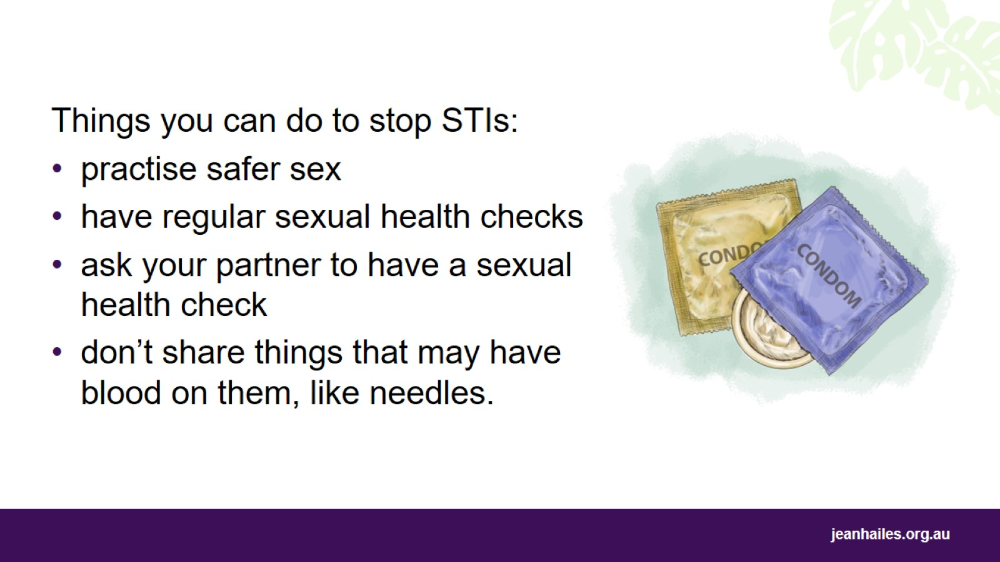 Things you can do to stop STIs:
• practise safer sex
• have regular sexual health checks
• ask your partner to have a sexual
health check
• don’t share things that may have
blood on them, like needles.
CONDO
CONDOM
jeanhailes.org.au